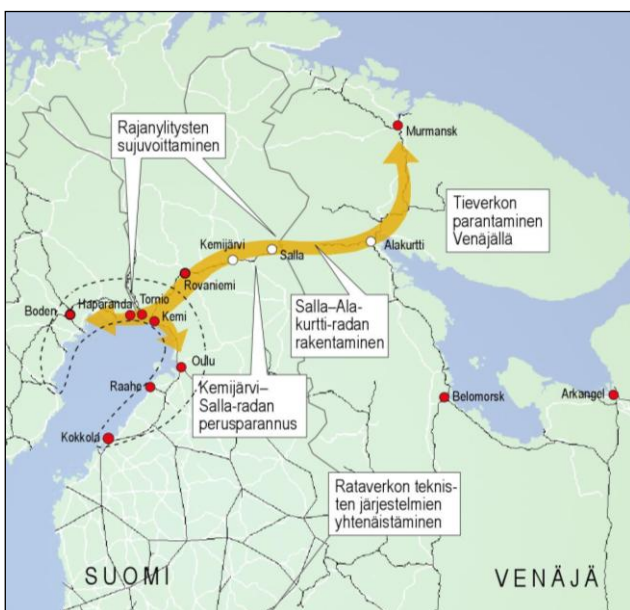 Rajanylitysten
sujuvoittaminen
Murmansk
Tieverkon
parantaminen
Venäjällä
Kemijärvi
Salla
Alakurtti
Rovaniemi
Haparanda
Tornio
Boden
Kemi
Salla–Ala-
kurtti-radan
rakentaminen
Oulu
Kemijärvi–
Salla-radan
perusparannus
Raahe
Belomorsk
Arkangel
Kokkola
Rataverkon teknis-
ten järjestelmien
yhtenäistäminen
SUOMI
VENÄJÄ